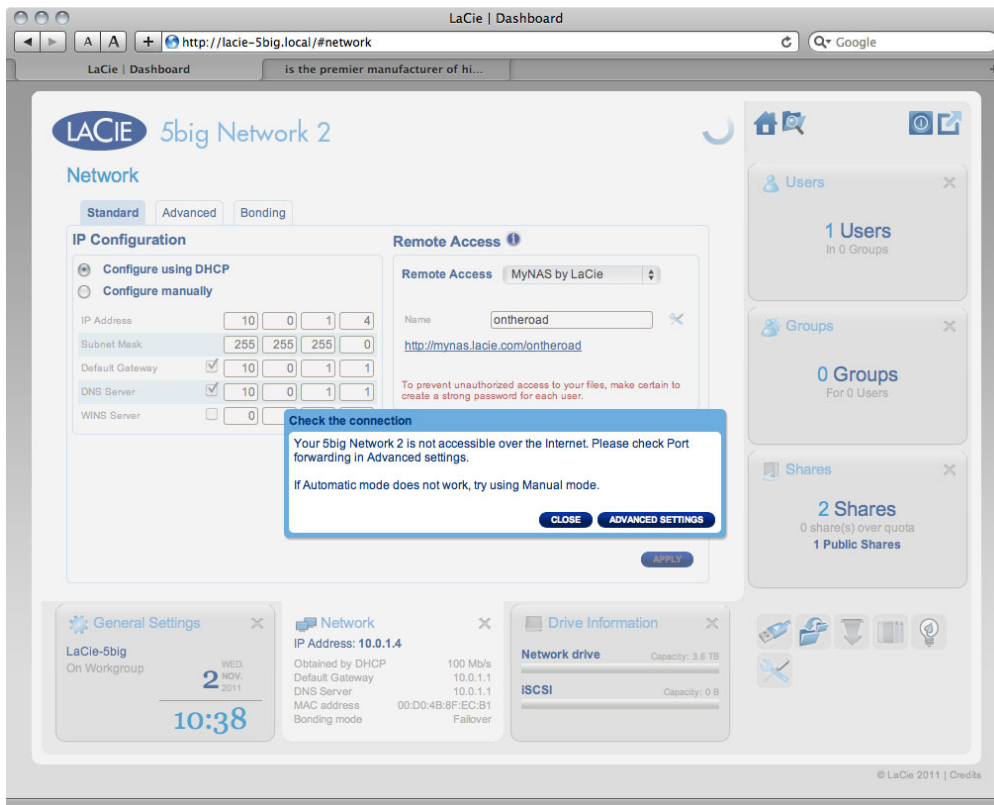 LaCie | Dashboard
A A + http://lacie-5big.local/#network Google
LaCie | Dashboard is the premier manufacturer of hi...
LACIE 5big Network 2
Network
Standard Advanced Bonding
IP Configuration
Configure using DHCP
Configure manually
IP Address 10 0 1 4
Subnet Mask 255 255 255 0
Default Gateway 10 0 1 1
DNS Server 10 0 1 1
WINS Server 0
Remote Access
Remote Access MyNAS by LaCie
Name ontheroad
http://mynas.lacie.com/ontheroad
To prevent unauthorized access to your files, make certain to
create a strong password for each user.
Check the connection
Your 5big Network 2 is not accessible over the Internet. Please check Port
forwarding in Advanced settings.
If Automatic mode does not work, try using Manual mode.
CLOSE ADVANCED SETTINGS
APPLY
Users
1 Users
In 0 Groups
Groups
0 Groups
For 0 Users
Shares
2 Shares
0 share(s) over quota
1 Public Shares
General Settings
LaCie-5big
On Workgroup
WED.
2 NOV.
2011
10:38
Network
IP Address: 10.0.1.4
Obtained by DHCP 100 Mb/s
Default Gateway 10.0.1.1
DNS Server 10.0.1.1
MAC address 00:D0:4B:8F:EC:B1
Bonding mode Failover
Drive Information
Network drive Capacity: 3.6 TB
iSCSI Capacity: 0 B
© LaCie 2011 | Credits